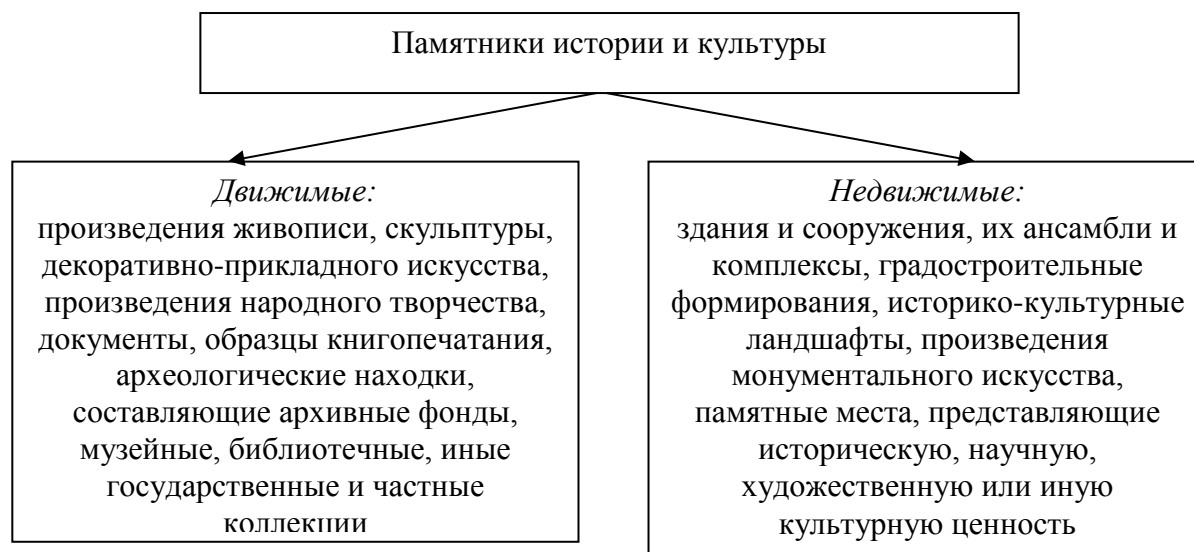 Памятники истории и культуры
Движимые:
произведения живописи, скульптуры,
декоративно-прикладного искусства,
произведения народного творчества,
документы, образцы книгопечатания,
археологические находки,
составляющие архивные фонды,
музейные, библиотечные, иные
государственные и частные
коллекции
Недвижимые:
здания и сооружения, их ансамбли и
комплексы, градостроительные
формирования, историко-культурные
ландшафты, произведения
монументального искусства,
памятные места, представляющие
историческую, научную,
художественную или иную
культурную ценность